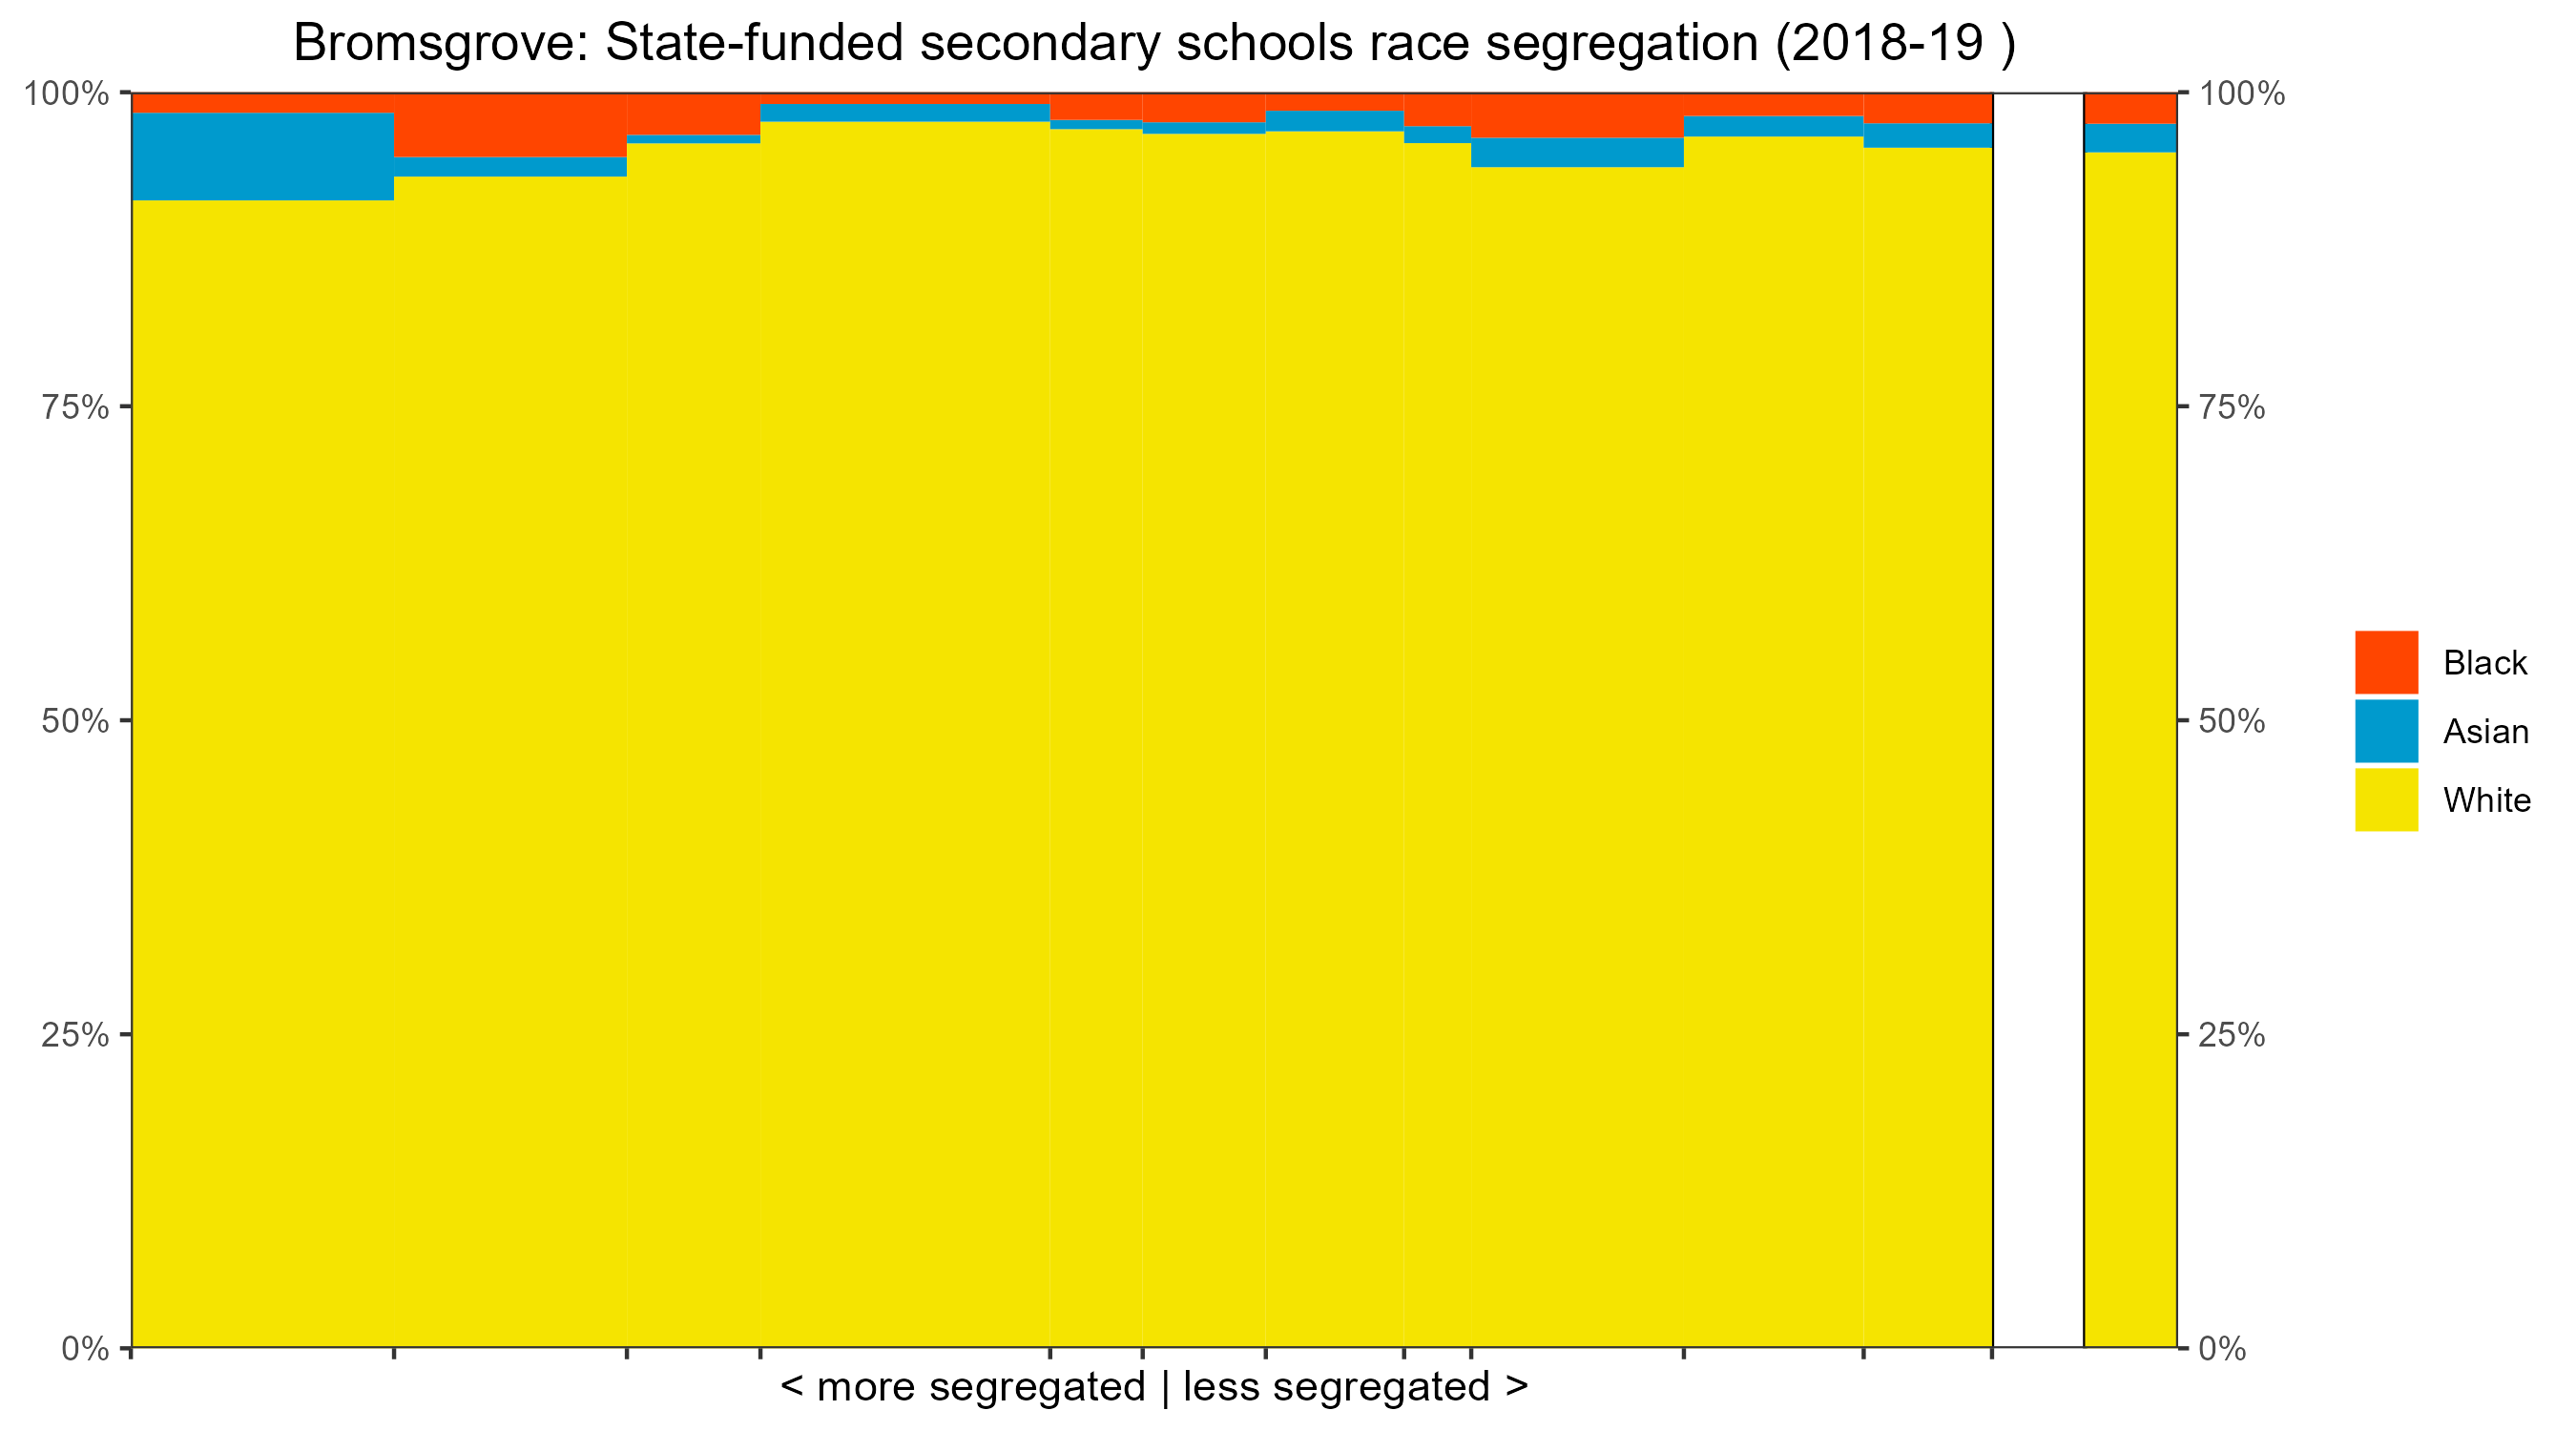 Bromsgrove: State-funded secondary schools race segregation (2018-19 )
100%
75%
50%
25%
0%
100%
75%
50%
25%
0%
Black
Asian
White
< more segregated | less segregated >